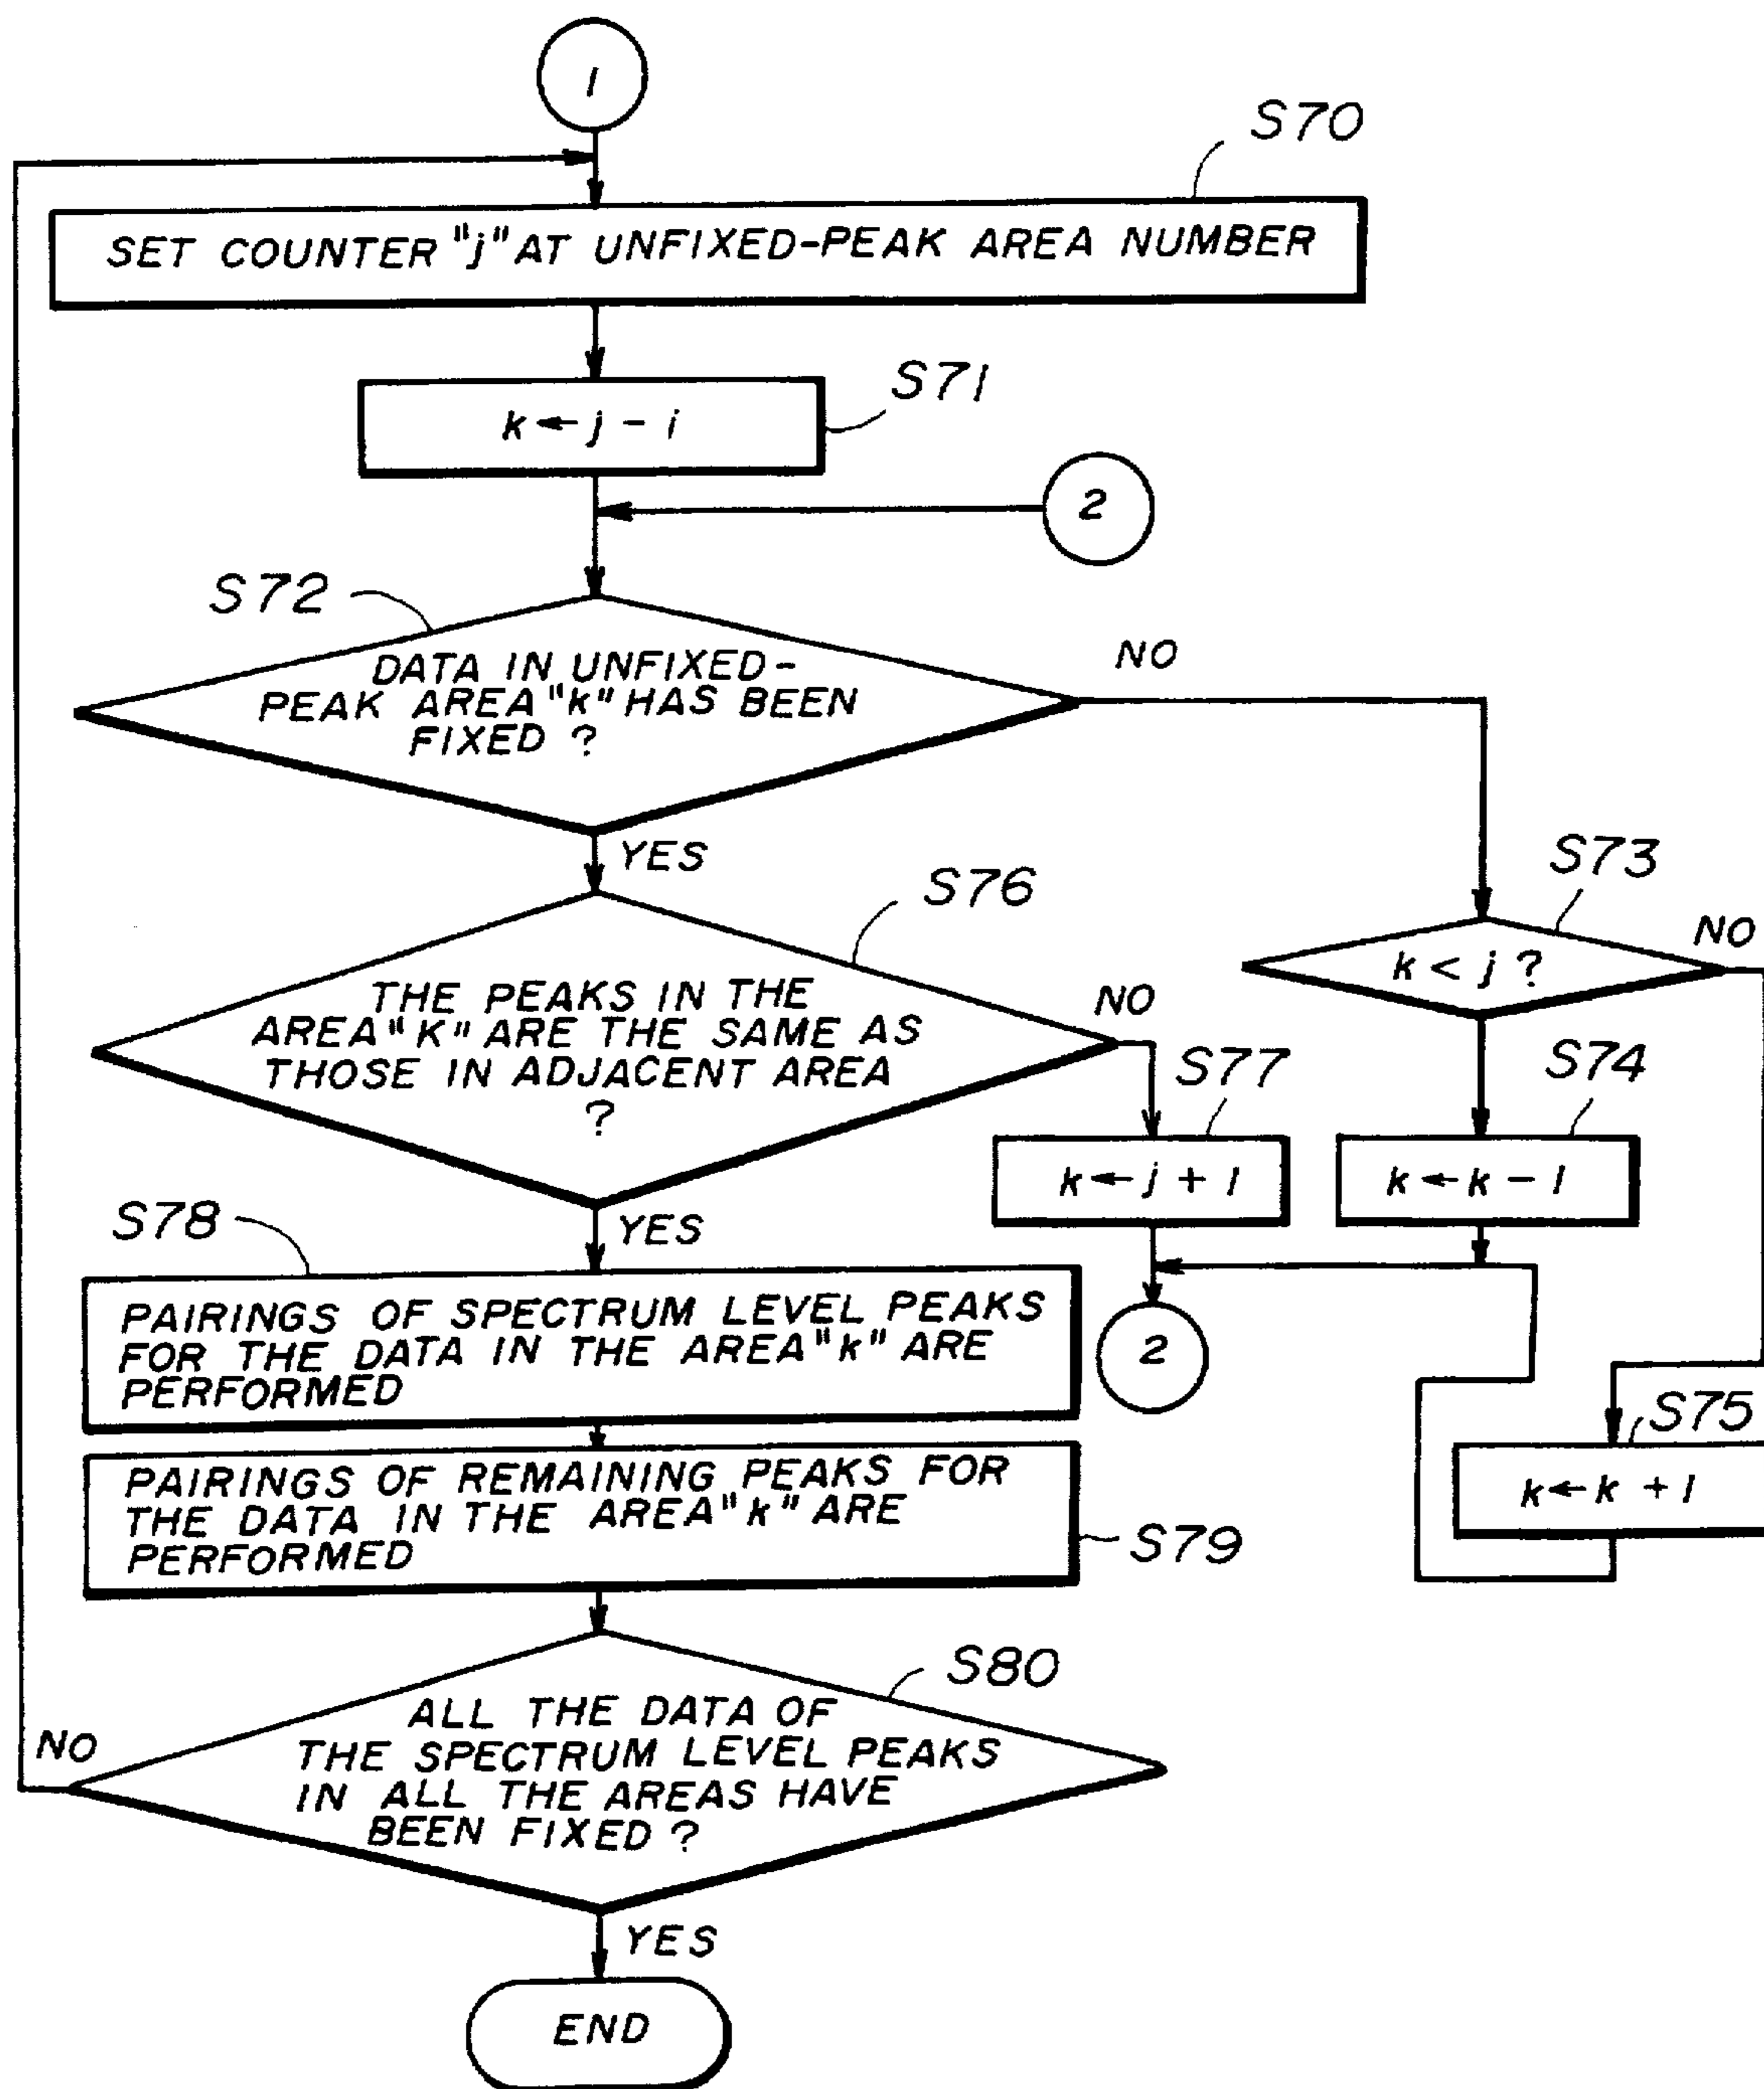 1
S70
SET COUNTER "j" AT UNFIXED-PEAK AREA NUMBER
S71
k ← j - i
2
S72
DATA IN UNFIXED-
PEAK AREA "k" HAS BEEN
FIXED ?
NO
YES
S73
k < j ?
NO
S76
THE PEAKS IN THE
AREA "K" ARE THE SAME AS
THOSE IN ADJACENT AREA
?
NO
YES
S77
k ← j + 1
S74
k ← k - 1
2
S75
k ← k + 1
S78
PAIRINGS OF SPECTRUM LEVEL PEAKS
FOR THE DATA IN THE AREA "k" ARE
PERFORMED
PAIRINGS OF REMAINING PEAKS FOR
THE DATA IN THE AREA "k" ARE
PERFORMED
S79
S80
ALL THE DATA OF
THE SPECTRUM LEVEL PEAKS
IN ALL THE AREAS HAVE
BEEN FIXED ?
NO
YES
END